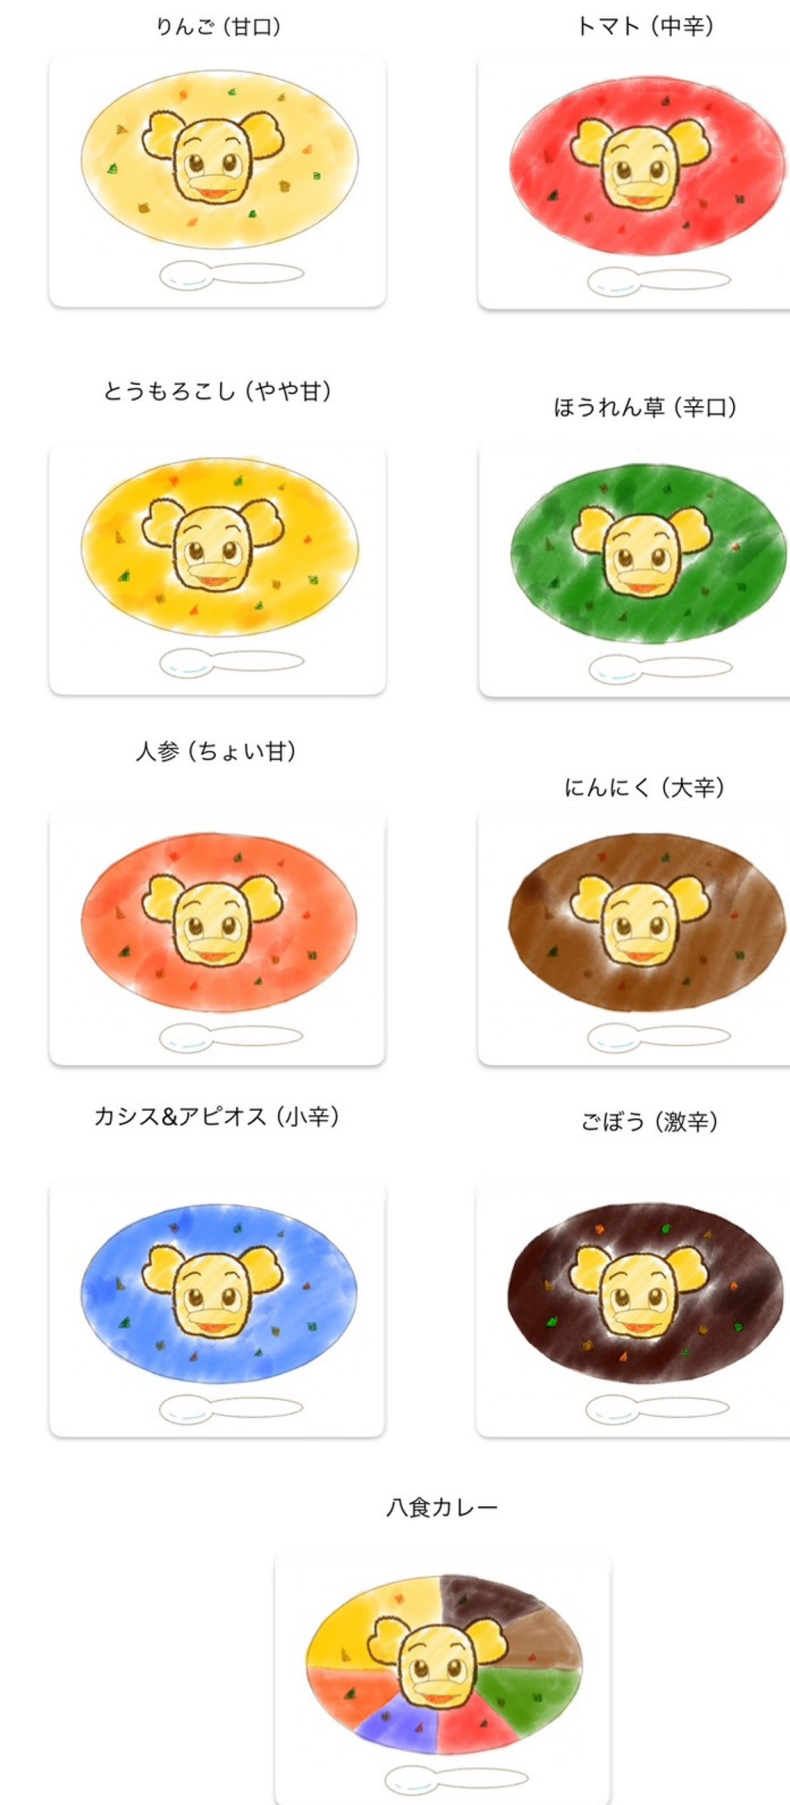 りんご（甘口）
トマト（中辛）
とうもろこし（やや甘）
ほうれん草（辛口）
人参（ちょい甘）
にんにく（大辛）
カシス&アピオス（小辛）
ごぼう（激辛）
八食カレー